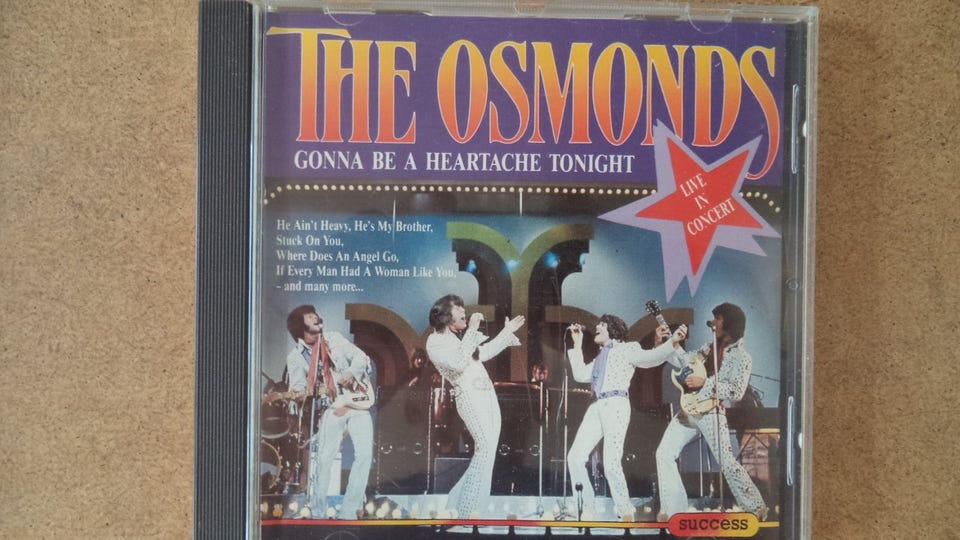 THE OSMONDS
GONNA BE A HEARTACHE TONIGHT
LIVE
IN
CONCERT
He Ain't Heavy, He's My Brother,
Stuck On You,
Where Does An Angel Go,
If Every Man Had A Woman Like You,
- and many more...
success